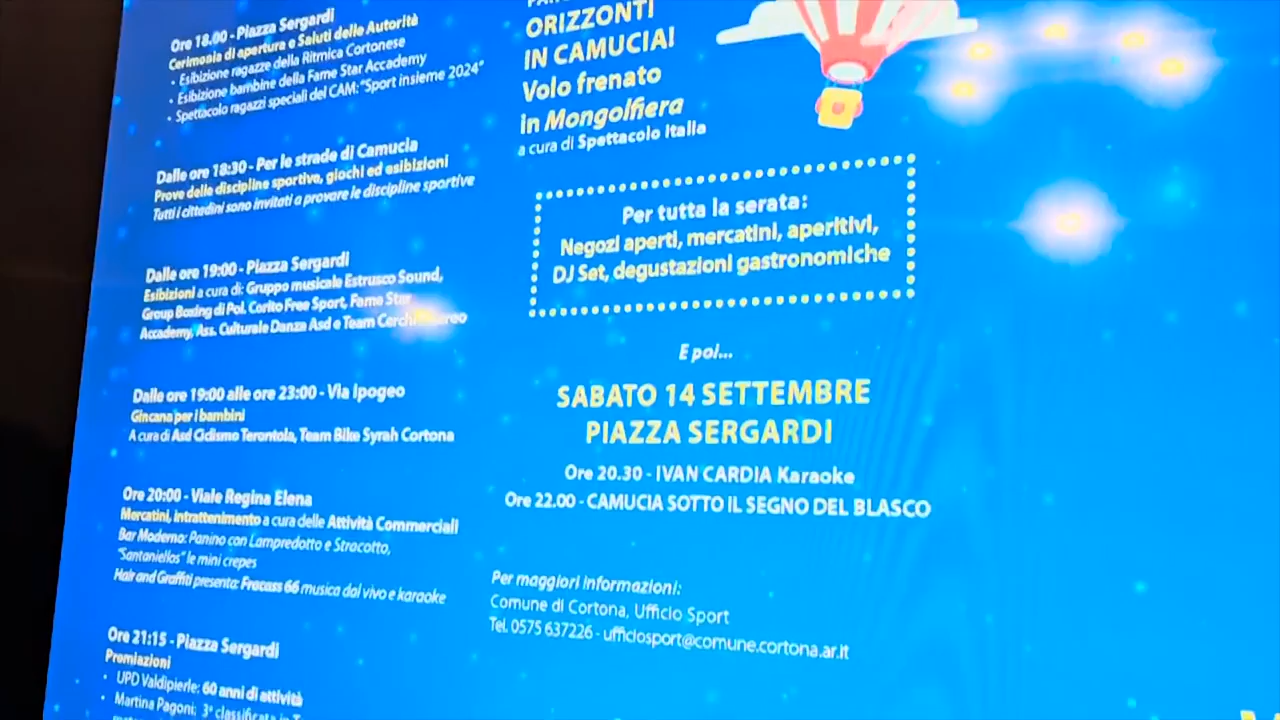 Ore 18.00 - Piazza Sergardi
Cerimonia di apertura e Saluti delle Autorità
• Esibizione ragazze della Ritmica Cortonese
• Esibizione bambine della Fame Star Accademy
• Spettacolo ragazzi speciali del CAM: "Sport insieme 2024"
Dalle ore 18:30 - Per le strade di Camucia
Prove delle discipline sportive, giochi ed esibizioni
Tutti i cittadini sono invitati a provare le discipline sportive
Dalle ore 19:00 - Piazza Sergardi
Esibizioni a cura di: Gruppo musicale Estrusco Sound,
Group Boxing di Pol. Corito Free Sport, Fame Star
Accademy, Ass. Culturale Danza Asd e Team Cerchi
Dalle ore 19:00 alle ore 23:00 - Via Ipogeo
Gincana per i bambini
A cura di Asd Ciclismo Terontola, Team Bike Syrah Cortona
Ore 20:00 - Viale Regina Elena
Mercatini, intrattenimento a cura delle Attività Commerciali
Bar Moderno: Panino con Lampredotto e Stracotto,
"Santaniellos" le mini crepes
Hair and Graffiti presenta: Fracass 66 musica dal vivo e karaoke
Ore 21:15 - Piazza Sergardi
Premiazioni
• UPD Valdipierle: 60 anni di attività
• Martina Pagoni: 3° classificata in
ORIZZONTI
IN CAMUCIA!
Volo frenato
in Mongolfiera
a cura di Spettacolo Italia
Per tutta la serata:
Negozi aperti, mercatini, aperitivi,
DJ Set, degustazioni gastronomiche
E poi...
SABATO 14 SETTEMBRE
PIAZZA SERGARDI
Ore 20.30 - IVAN CARDIA Karaoke
Ore 22.00 - CAMUCIA SOTTO IL SEGNO DEL BLASCO
Per maggiori informazioni:
Comune di Cortona, Ufficio Sport
Tel. 0575 637226 - ufficiosport@comune.cortona.ar.it